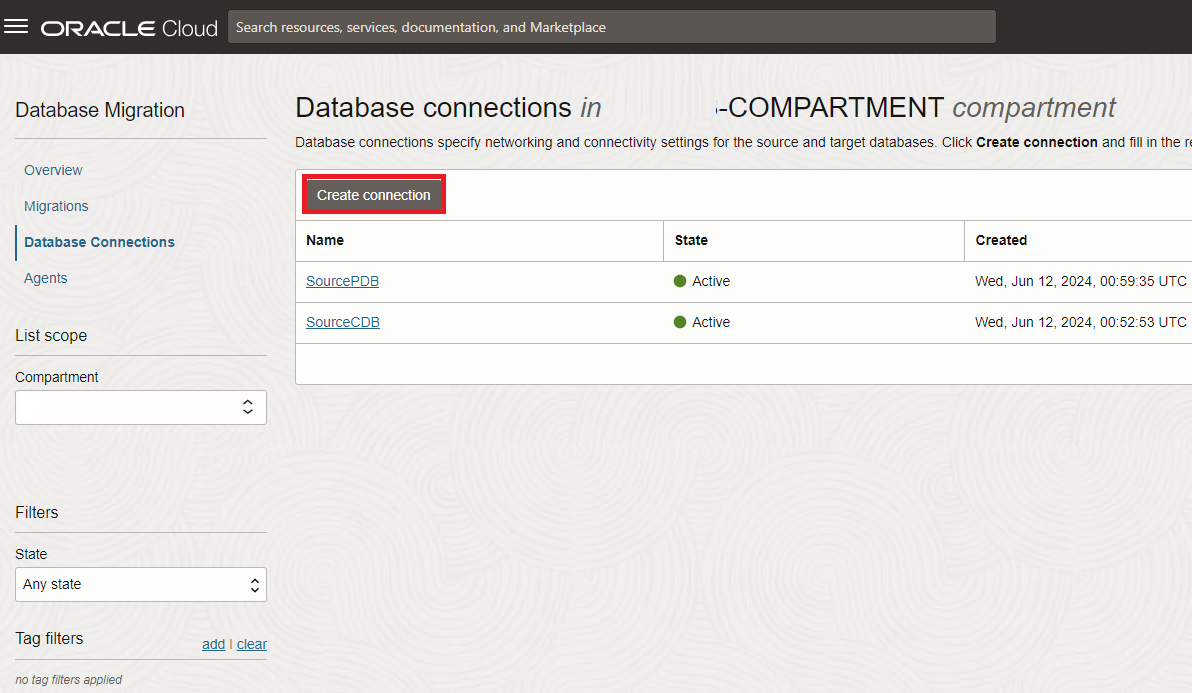 ORACLE Cloud
Search resources, services, documentation, and Marketplace
Database Migration
Overview
Migrations
Database Connections
Agents
List scope
Compartment
Filters
State
Any state
Tag filters
add | clear
no tag filters applied
Database connections in -COMPARTMENT compartment
Database connections specify networking and connectivity settings for the source and target databases. Click Create connection and fill in the
Create connection
Name State Created
SourcePDB Active Wed, Jun 12, 2024, 00:59:35 UTC
SourceCDB Active Wed, Jun 12, 2024, 00:52:53 UTC